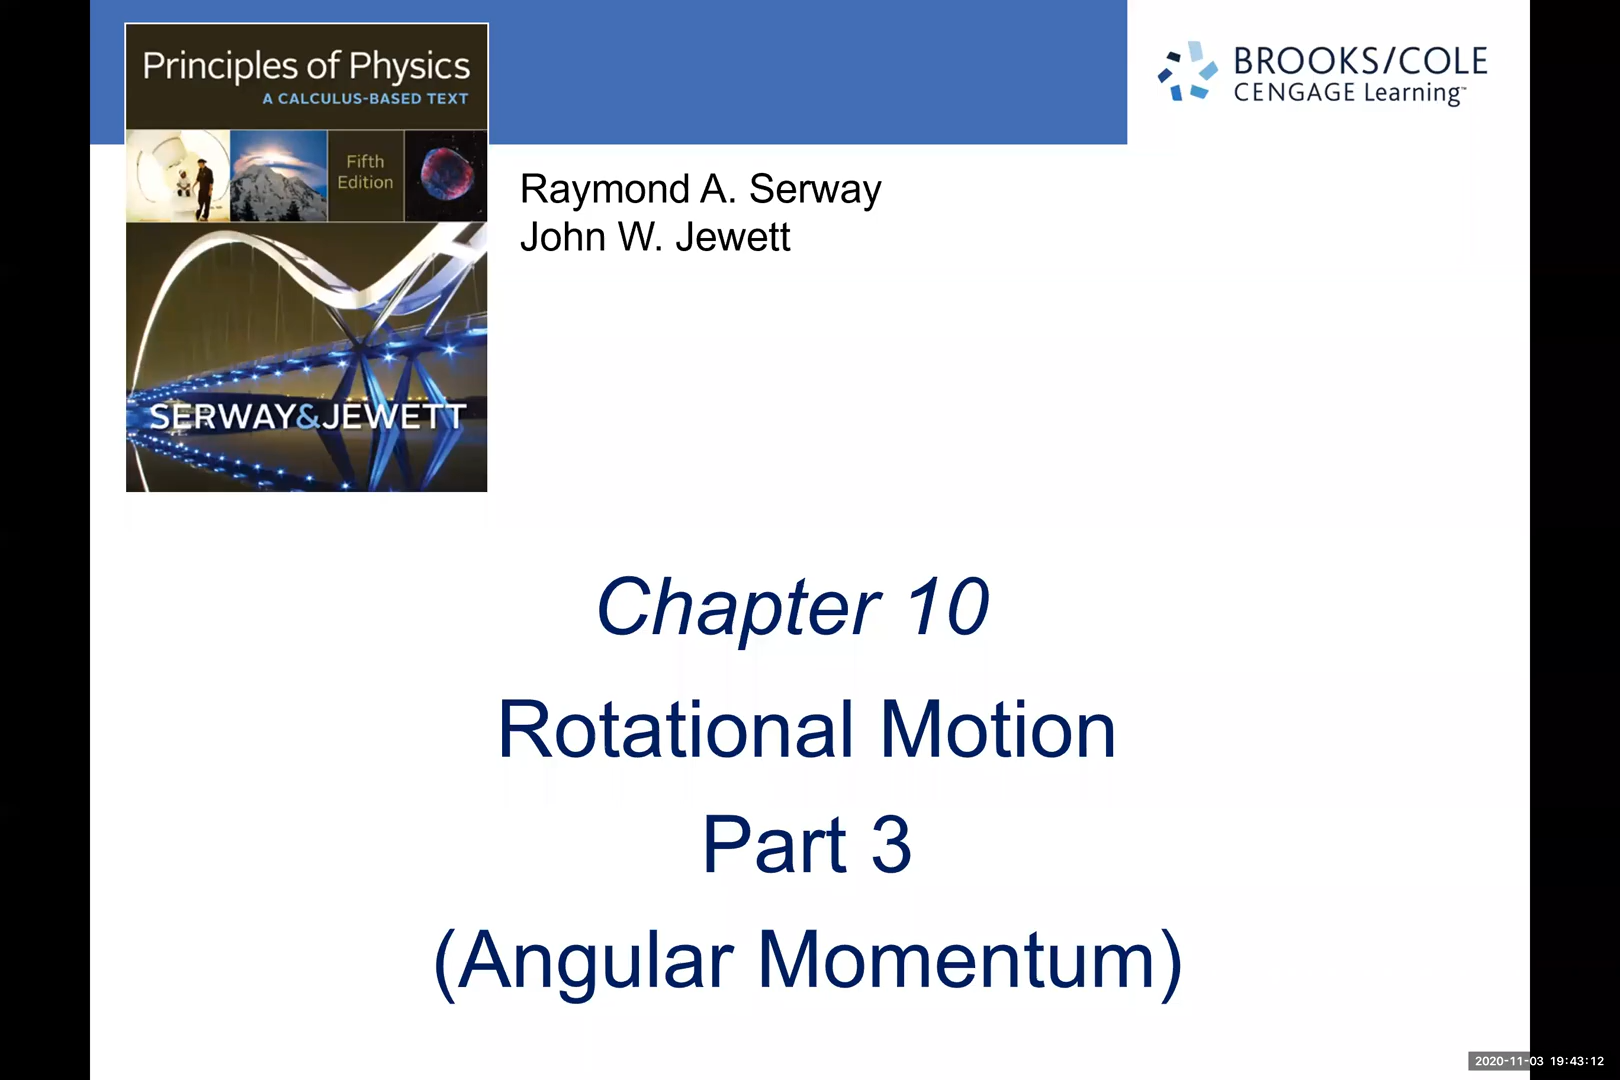 Principles of Physics
A CALCULUS-BASED TEXT
Fifth
Edition
SERWAY&JEWETT
BROOKS/COLE
CENGAGE Learning™
Raymond A. Serway
John W. Jewett
Chapter 10
Rotational Motion
Part 3
(Angular Momentum)
2020-11-03 19:43:12